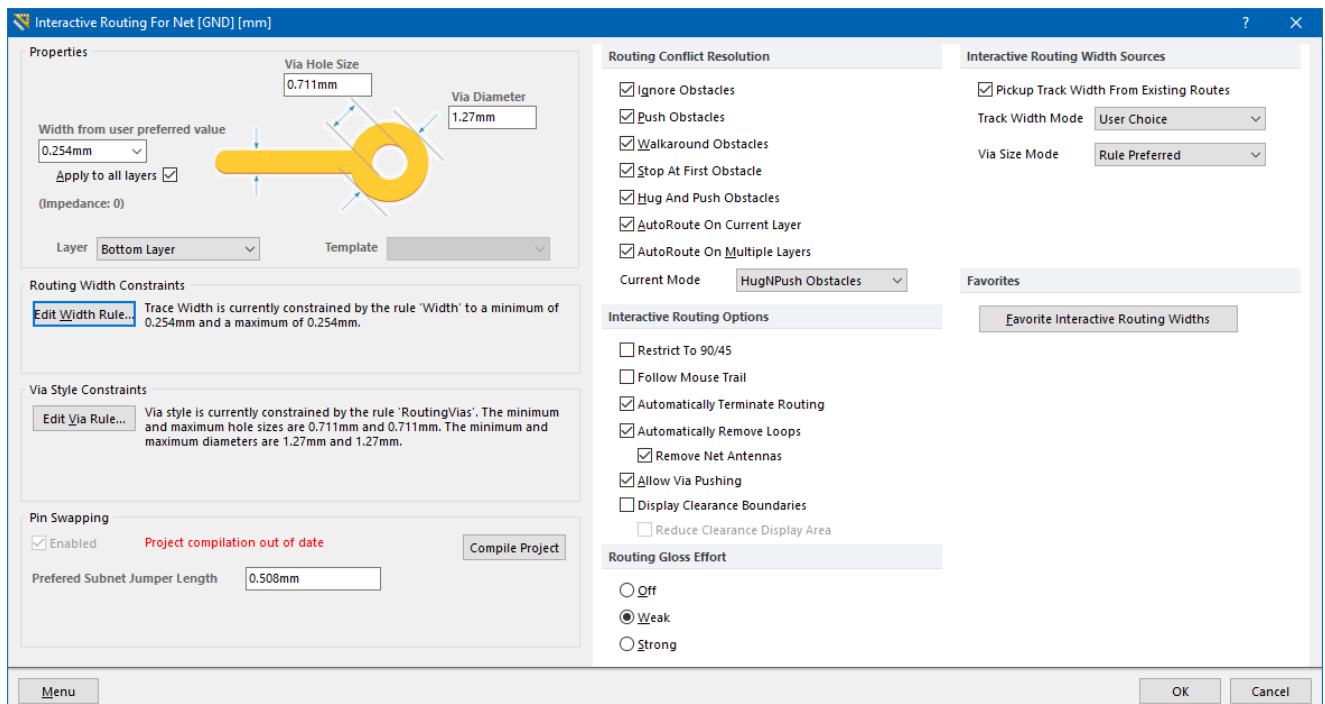 Interactive Routing For Net [GND] [mm]
?
Properties
Via Hole Size
0.711mm
Via Diameter
1.27mm
Width from user preferred value
0.254mm
Apply to all layers
(Impedance: 0)
Layer
Bottom Layer
Template
Routing Width Constraints
Edit Width Rule...
Trace Width is currently constrained by the rule 'Width' to a minimum of
0.254mm and a maximum of 0.254mm.
Via Style Constraints
Edit Via Rule...
Via style is currently constrained by the rule 'RoutingVias'. The minimum
and maximum hole sizes are 0.711mm and 0.711mm. The minimum and
maximum diameters are 1.27mm and 1.27mm.
Pin Swapping
Enabled
Project compilation out of date
Compile Project
Prefered Subnet Jumper Length
0.508mm
Routing Conflict Resolution
Ignore Obstacles
Push Obstacles
Walkaround Obstacles
Stop At First Obstacle
Hug And Push Obstacles
AutoRoute On Current Layer
AutoRoute On Multiple Layers
Current Mode
HugNPush Obstacles
Interactive Routing Options
Restrict To 90/45
Follow Mouse Trail
Automatically Terminate Routing
Automatically Remove Loops
Remove Net Antennas
Allow Via Pushing
Display Clearance Boundaries
Reduce Clearance Display Area
Routing Gloss Effort
Off
Weak
Strong
Interactive Routing Width Sources
Pickup Track Width From Existing Routes
Track Width Mode
User Choice
Via Size Mode
Rule Preferred
Favorites
Favorite Interactive Routing Widths
Menu
OK
Cancel